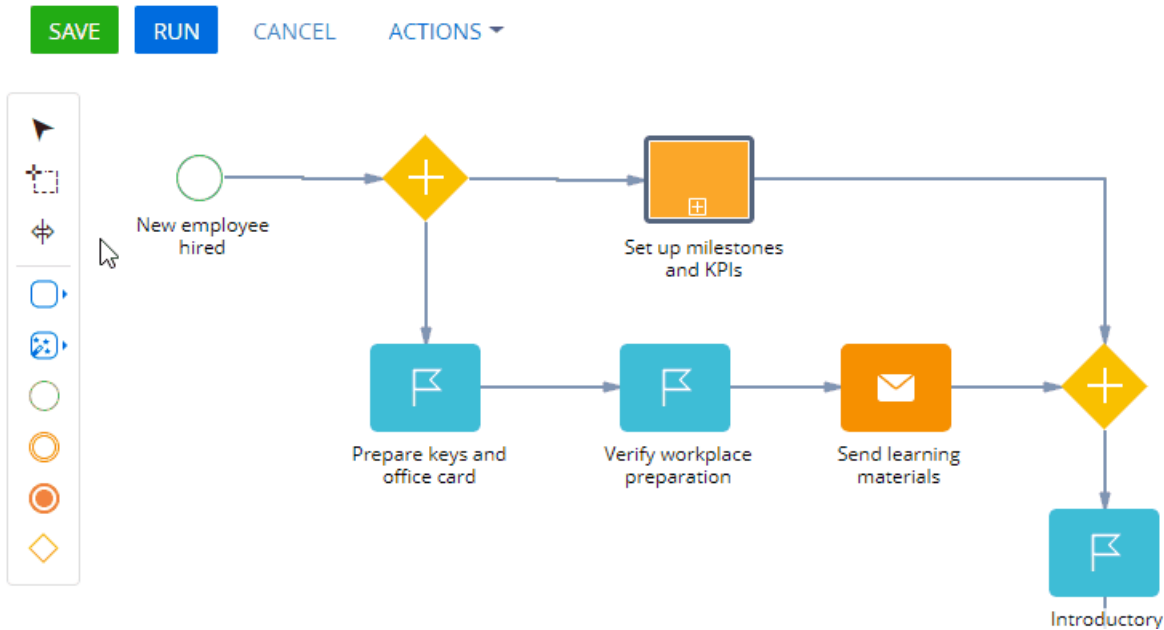 SAVE
RUN
CANCEL
ACTIONS
New employee
hired
Set up milestones
and KPIs
Prepare keys and
office card
Verify workplace
preparation
Send learning
materials
Introductory